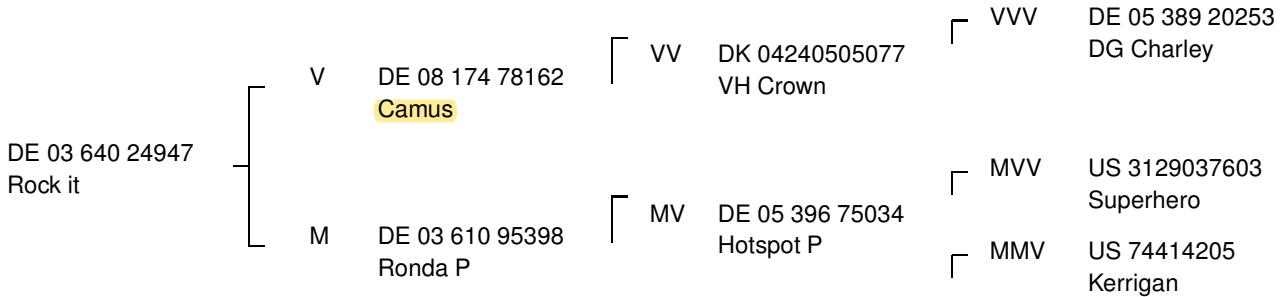 DE 03 640 24947
Rock it
V DE 08 174 78162
Camus
M DE 03 610 95398
Ronda P
VV DK 04240505077
VH Crown
MV DE 05 396 75034
Hotspot P
VVV DE 05 389 20253
DG Charley
MVV US 3129037603
Superhero
MMV US 74414205
Kerrigan